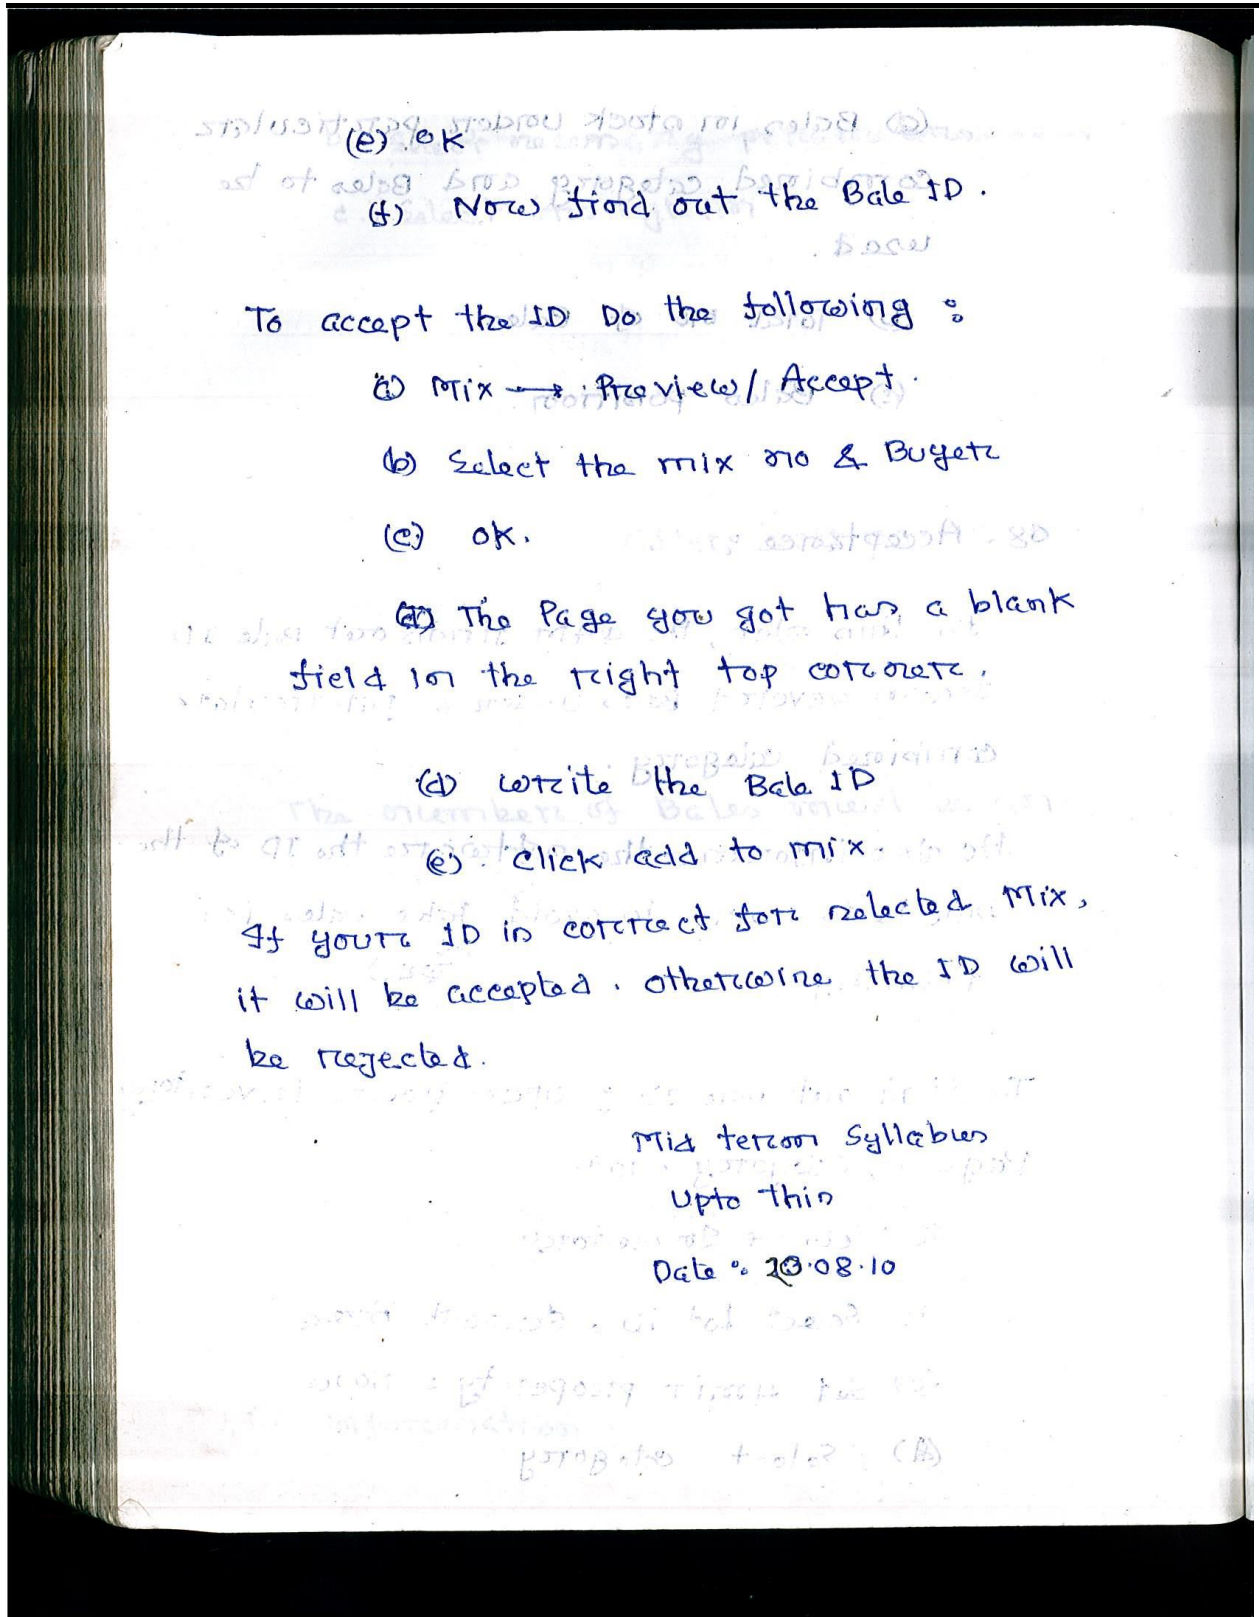 (e) OK
(f) Now find out the Bale ID.
To accept the ID Do the following :
(a) Mix → Preview/ Accept.
(b) Select the mix no & Buyer
(c) OK.
The Page you got has a blank
field in the right top corner.
(d) write the Bale ID
(e). Click add to mix.
If your ID is correct for selected Mix,
it will be accepted. otherwise the ID will
be rejected.
Mid term Syllabus
Upto this
Date : .08.10